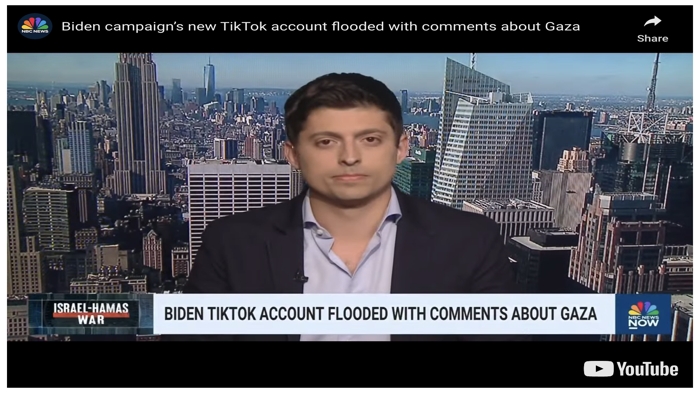 NBC NEWS
Biden campaign's new TikTok account flooded with comments about Gaza
Share
ISRAEL-HAMAS
WAR
BIDEN TIKTOK ACCOUNT FLOODED WITH COMMENTS ABOUT GAZA
NBC NEWS
NOW
YouTube